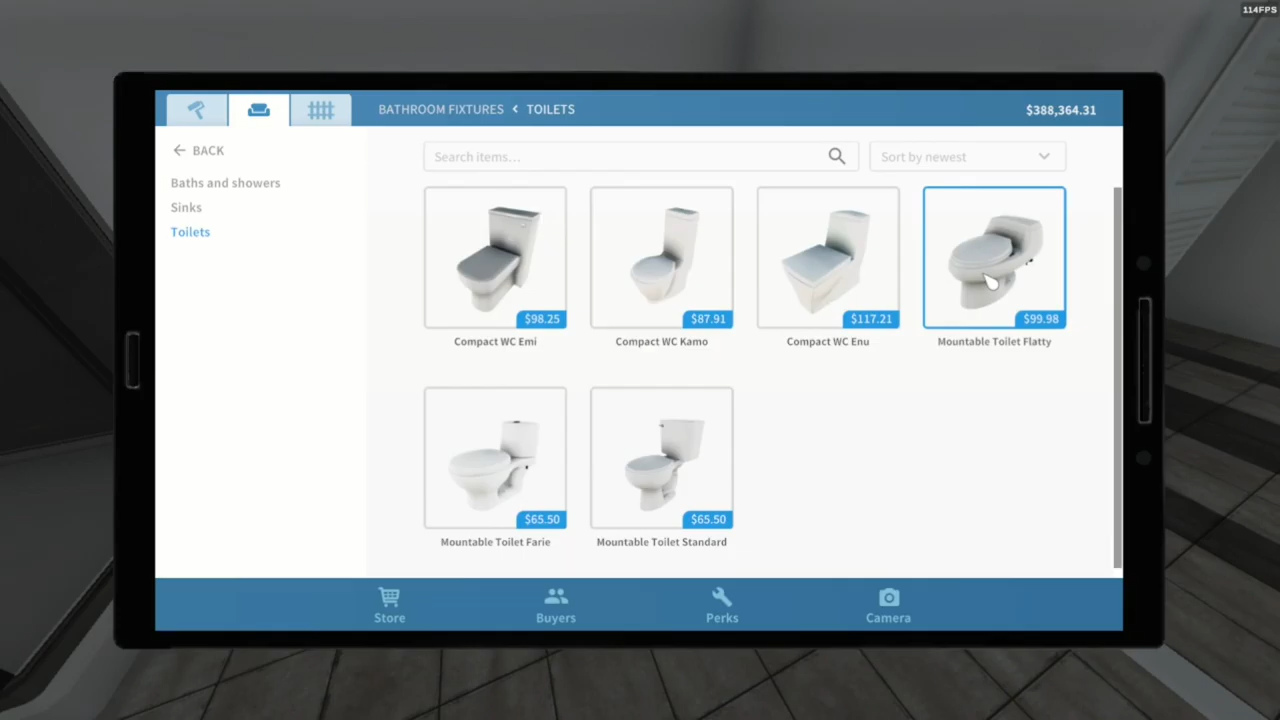 114FPS
BATHROOM FIXTURES < TOILETS
$388,364.31
BACK
Baths and showers
Sinks
Toilets
Search items...
Sort by newest
$98.25
$87.91
$117.21
$99.98
Compact WC Emi
Compact WC Kamo
Compact WC Enu
Mountable Toilet Flatty
$65.50
$65.50
Mountable Toilet Farie
Mountable Toilet Standard
Store
Buyers
Perks
Camera